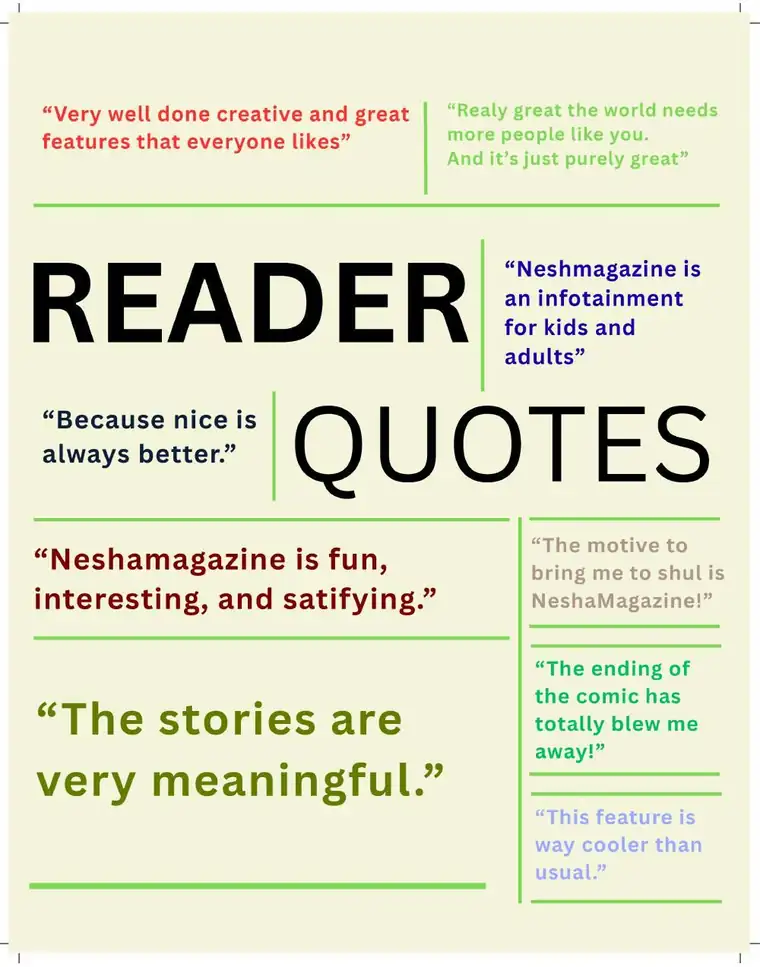 “Very well done creative and great
features that everyone likes”
“Realy great the world needs
more people like you.
And it’s just purely great”
READER
“Neshmagazine is
an infotainment
for kids and
adults”
“Because nice is
always better.”
QUOTES
“Neshamagazine is fun,
interesting, and satifying.”
“The motive to
bring me to shul is
NeshaMagazine!”
“The stories are
very meaningful.”
“The ending of
the comic has
totally blew me
away!”
“This feature is
way cooler than
usual.”